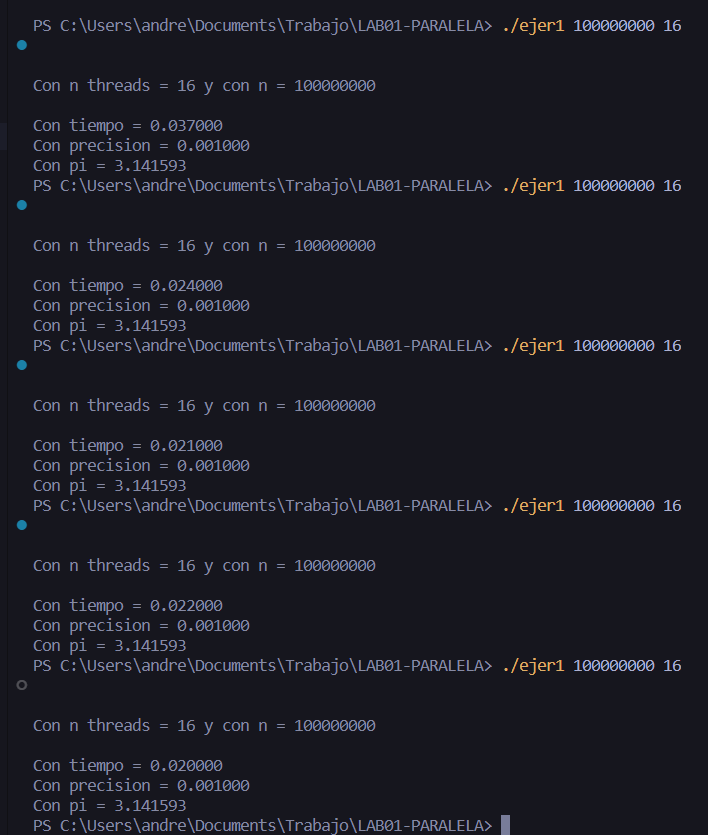 PS C:\Users\andre\Documents\Trabajo\LAB01-PARALELA> ./ejer1 100000000 16
Con n threads = 16 y con n = 100000000
Con tiempo = 0.037000
Con precision = 0.001000
Con pi = 3.141593
PS C:\Users\andre\Documents\Trabajo\LAB01-PARALELA> ./ejer1 100000000 16
Con n threads = 16 y con n = 100000000
Con tiempo = 0.024000
Con precision = 0.001000
Con pi = 3.141593
PS C:\Users\andre\Documents\Trabajo\LAB01-PARALELA> ./ejer1 100000000 16
Con n threads = 16 y con n = 100000000
Con tiempo = 0.021000
Con precision = 0.001000
Con pi = 3.141593
PS C:\Users\andre\Documents\Trabajo\LAB01-PARALELA> ./ejer1 100000000 16
Con n threads = 16 y con n = 100000000
Con tiempo = 0.022000
Con precision = 0.001000
Con pi = 3.141593
PS C:\Users\andre\Documents\Trabajo\LAB01-PARALELA> ./ejer1 100000000 16
Con n threads = 16 y con n = 100000000
Con tiempo = 0.020000
Con precision = 0.001000
Con pi = 3.141593
PS C:\Users\andre\Documents\Trabajo\LAB01-PARALELA>